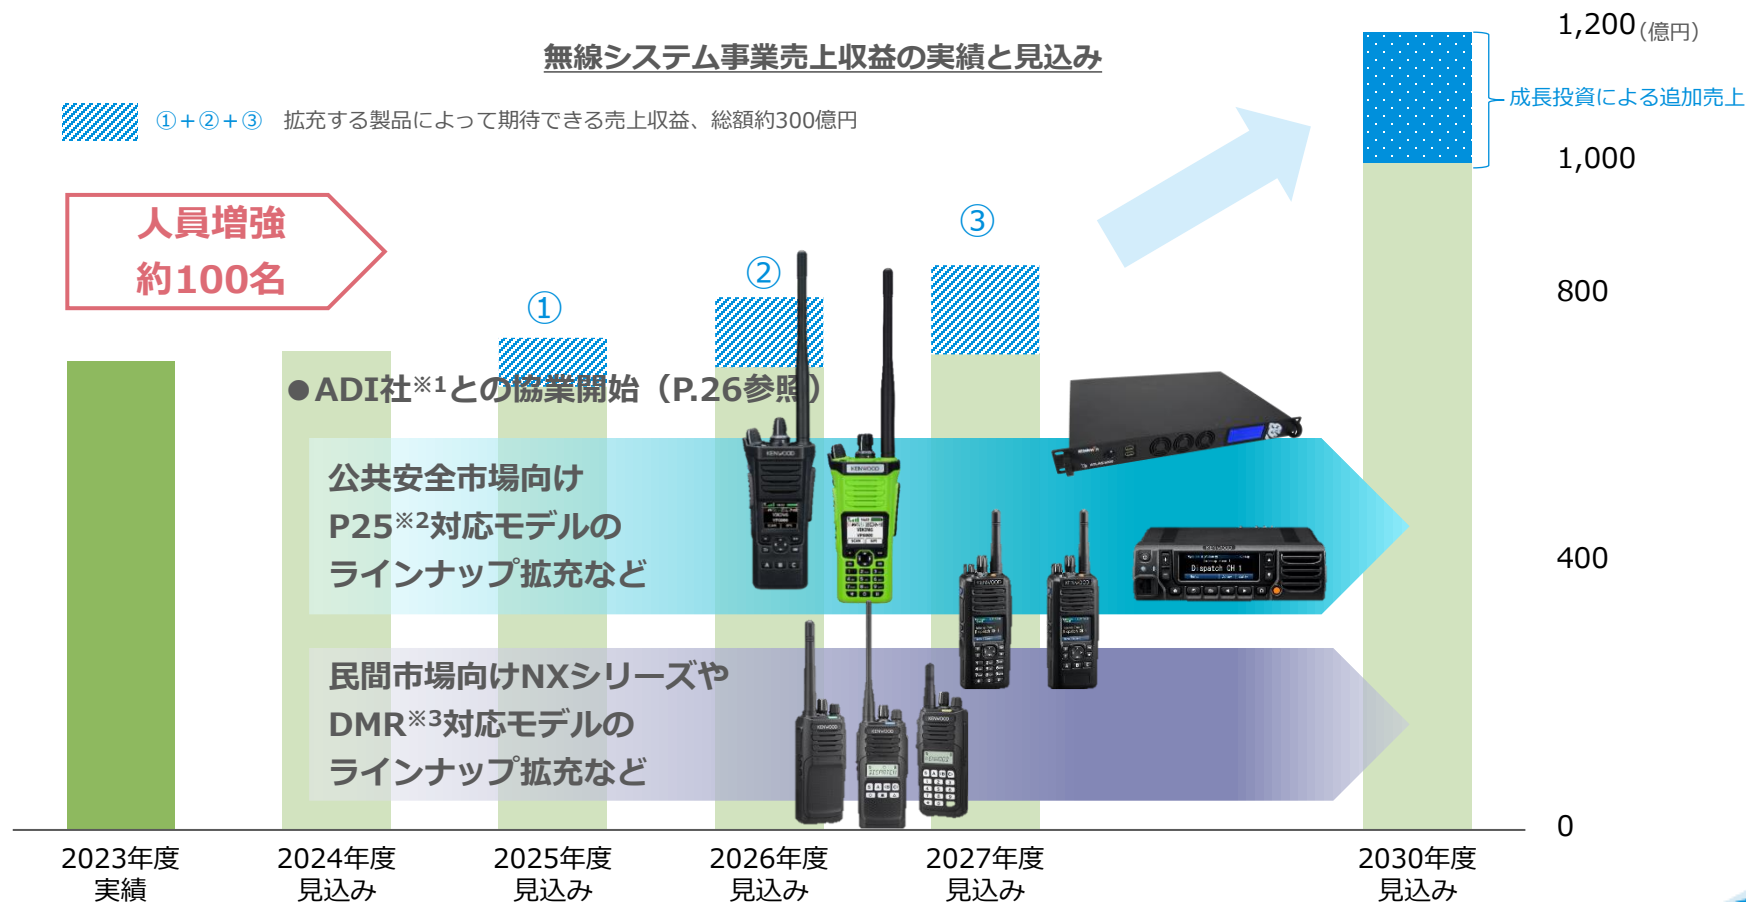 無線システム事業売上収益の実績と見込み
①+②+③ 拡充する製品によって期待できる売上収益、総額約300億円
人員増強
約100名
①
②
③
1,200(億円)
成長投資による追加売上
1,000
800
400
0
●ADI社※1との協業開始(P.26参照)
公共安全市場向け
P25※2対応モデルの
ラインナップ拡充など
民間市場向けNXシリーズや
DMR※3対応モデルの
ラインナップ拡充など
KENWOOD
KENWOOD
KENWOOD
Dispatch CH 1
2023年度
実績
2024年度
見込み
2025年度
見込み
2026年度
見込み
2027年度
見込み
2030年度
見込み